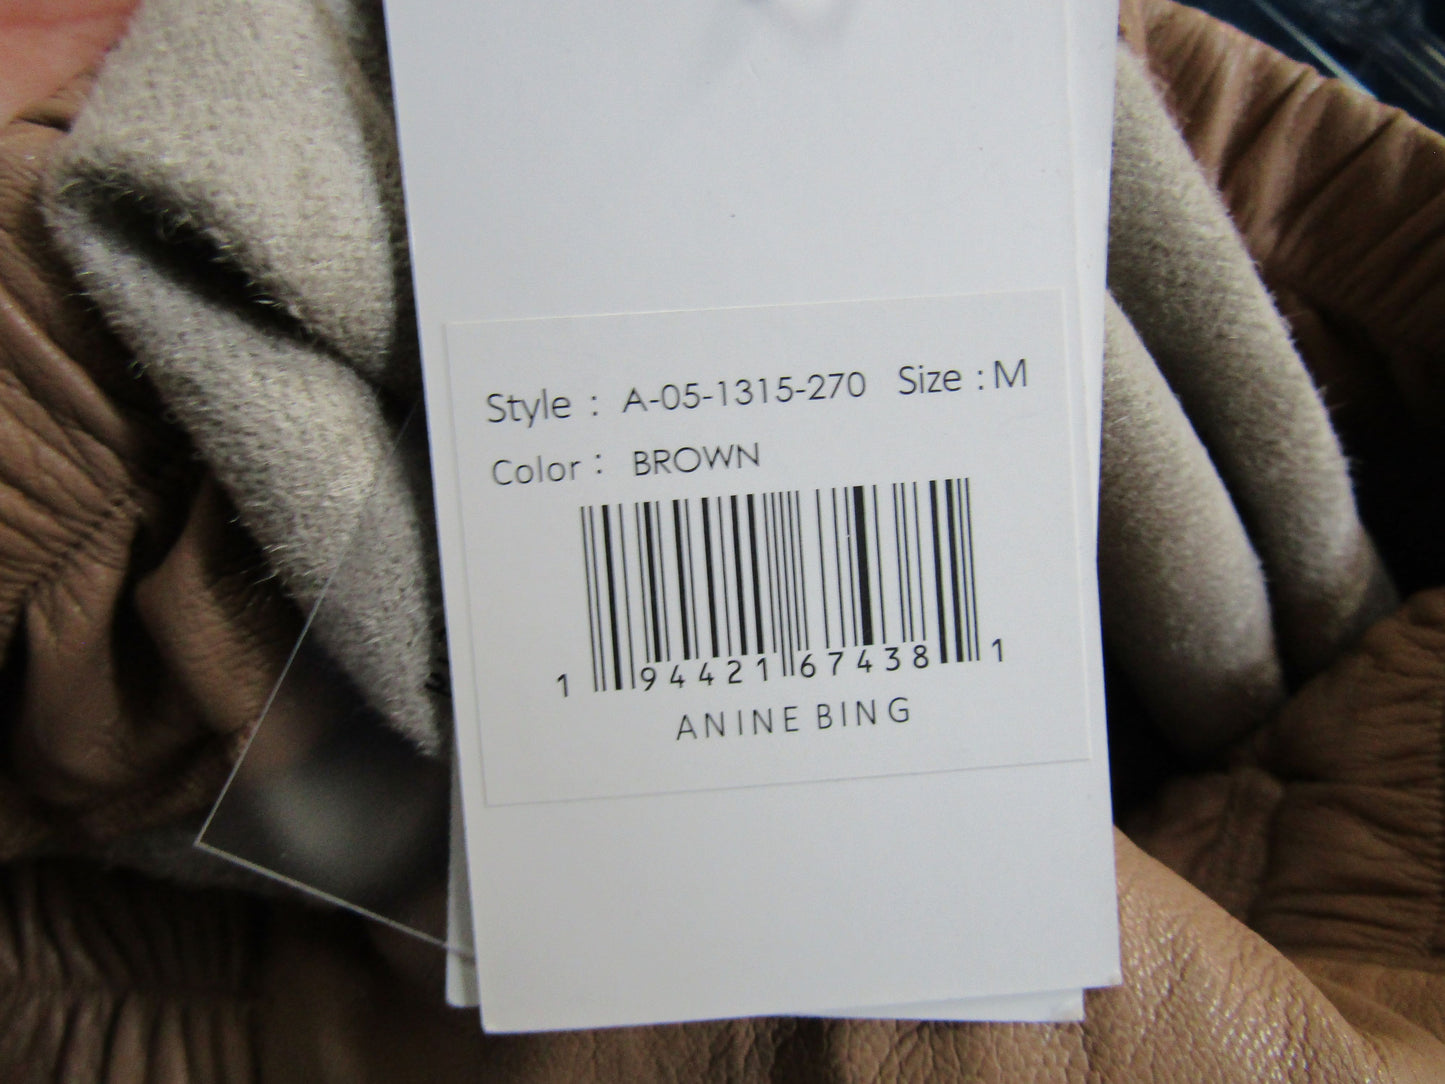 Style : A-05-1315-270 Size : M
Color : BROWN
1 94421 67438 1
ANINE BING